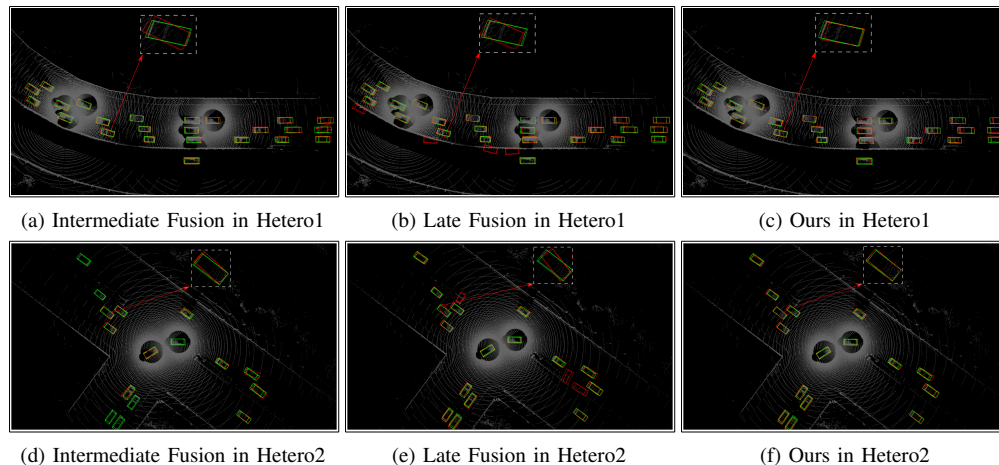 (a) Intermediate Fusion in Hetero1
(b) Late Fusion in Hetero1
(c) Ours in Hetero1
(d) Intermediate Fusion in Hetero2
(e) Late Fusion in Hetero2
(f) Ours in Hetero2